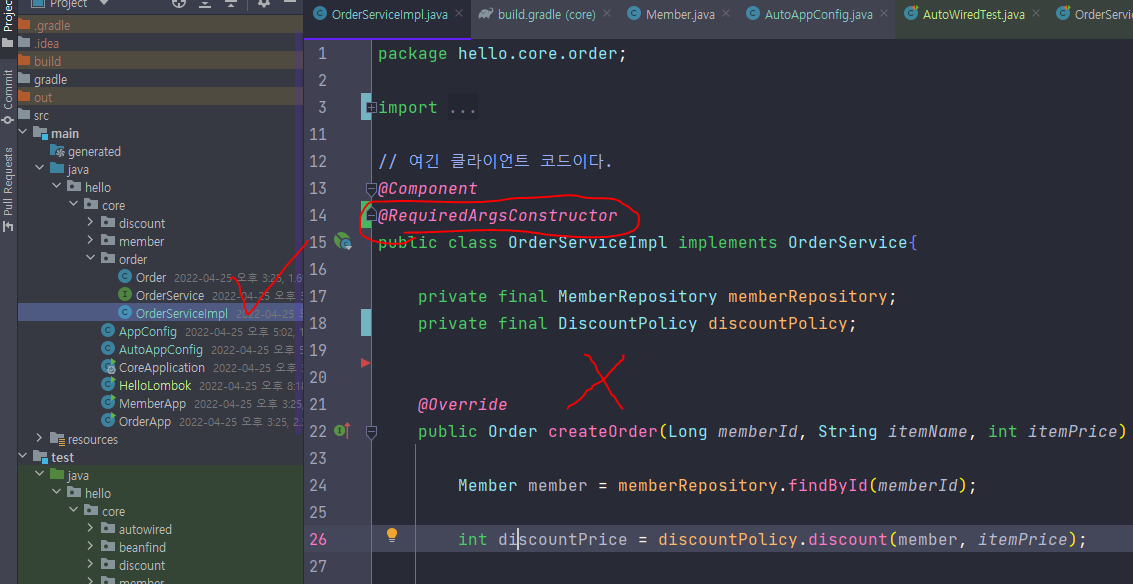 Project
OrderServiceImpl.java
build.gradle (core)
Member.java
AutoAppConfig.java
AutoWiredTest.java
OrderServi
Project
Commit
Pull Requests
.gradle
.idea
build
gradle
out
src
main
generated
java
hello
core
discount
member
order
Order 2022-04-25 오후 3:25, 1.6
OrderService 2022-04-25 오후 3
OrderServiceImpl 2022-04-25
AppConfig 2022-04-25 오후 5:02, 1
AutoAppConfig 2022-04-25 오후 5
CoreApplication 2022-04-25 오후 3
HelloLombok 2022-04-25 오후 8:18
MemberApp 2022-04-25 오후 3:25,
OrderApp 2022-04-25 오후 3:25, 2.
resources
test
java
hello
core
autowired
beanfind
discount
member
1 package hello.core.order;
2
3 import ...
11
12 // 여긴 클라이언트 코드이다.
13 @Component
14 @RequiredArgsConstructor
15 public class OrderServiceImpl implements OrderService{
16
17 private final MemberRepository memberRepository;
18 private final DiscountPolicy discountPolicy;
19
20
21 @Override
22 public Order createOrder(Long memberId, String itemName, int itemPrice)
23
24 Member member = memberRepository.findById(memberId);
25
26 int discountPrice = discountPolicy.discount(member, itemPrice);
27